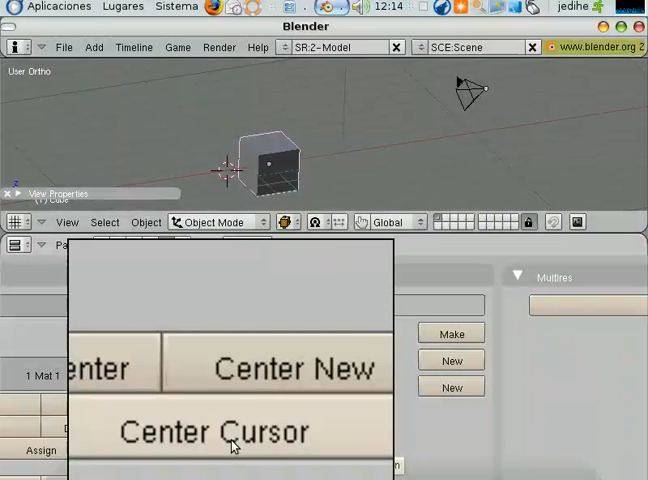 Aplicaciones Lugares Sistema 12:14 jedihe
Blender
File Add Timeline Game Render Help SR:2-Model SCE:Scene www.blender.org 2
User Ortho
z
View Properties
(1) Cube
View Select Object Object Mode Global
Pa
Multires
Make
enter Center New
New
1 Mat 1
New
Center Cursor
Assign
n